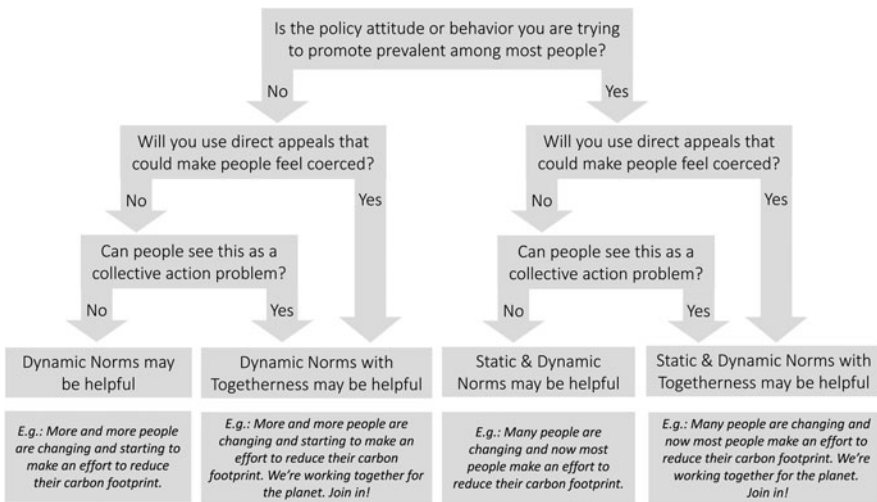 Is the policy attitude or behavior you are trying
to promote prevalent among most people?
No
Yes
Will you use direct appeals that
could make people feel coerced?
Will you use direct appeals that
could make people feel coerced?
No
Yes
No
Yes
Can people see this as a
collective action problem?
Can people see this as a
collective action problem?
No
Yes
No
Yes
Dynamic Norms may
be helpful
Dynamic Norms with
Togetherness may be helpful
Static & Dynamic
Norms may be helpful
Static & Dynamic Norms with
Togetherness may be helpful
E.g.: More and more people
are changing and starting to
make an effort to reduce
their carbon footprint.
E.g.: More and more people are
changing and starting to make an
effort to reduce their carbon
footprint. We're working together for
the planet. Join in!
E.g.: Many people are
changing and now most
people make an effort to
reduce their carbon footprint.
E.g.: Many people are changing and
now most people make an effort to
reduce their carbon footprint. We're
working together for the planet.
Join in!